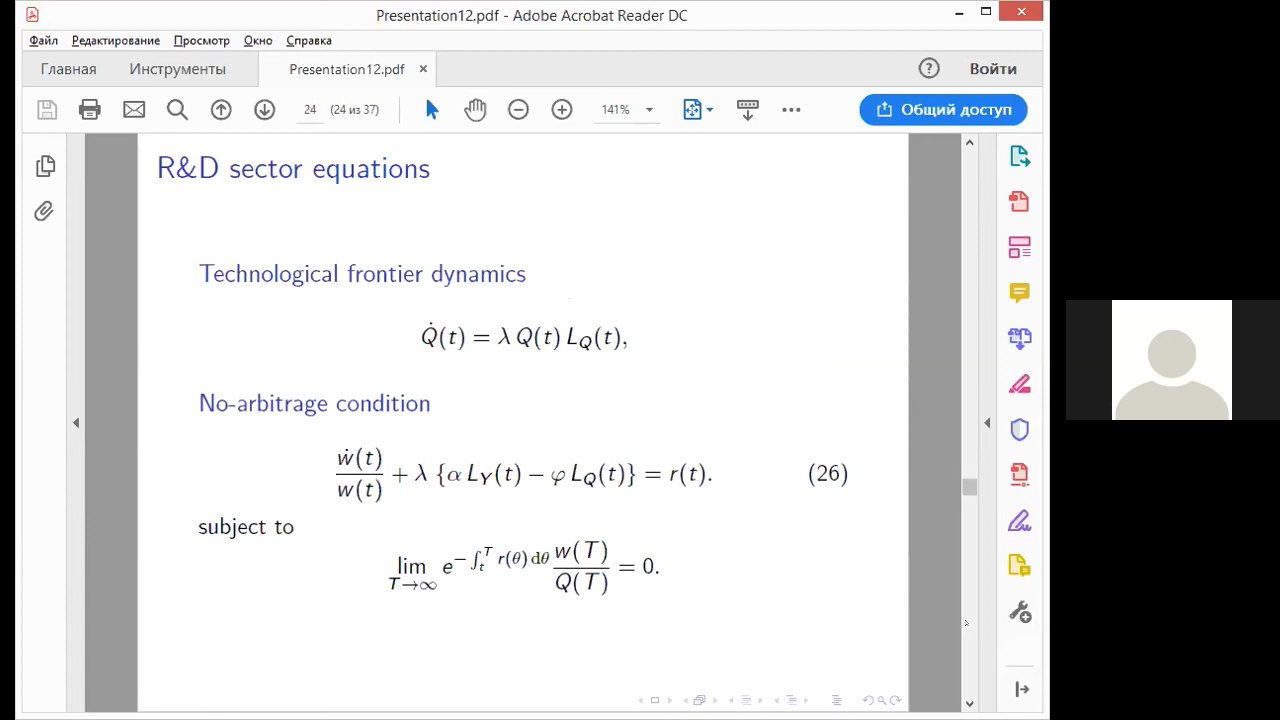 Presentation12.pdf - Adobe Acrobat Reader DC
Файл Редактирование Просмотр Окно Справка
Главная Инструменты Presentation12.pdf × ? Войти
24 (24 из 37) 141% Общий доступ
R&D sector equations
Technological frontier dynamics
Q̇(t) = λ Q(t) L_Q(t),
No-arbitrage condition
ẇ(t)/w(t) + λ {α L_Y(t) − φ L_Q(t)} = r(t). (26)
subject to
lim_{T→∞} e^{−∫_t^T r(θ) dθ} w(T)/Q(T) = 0.